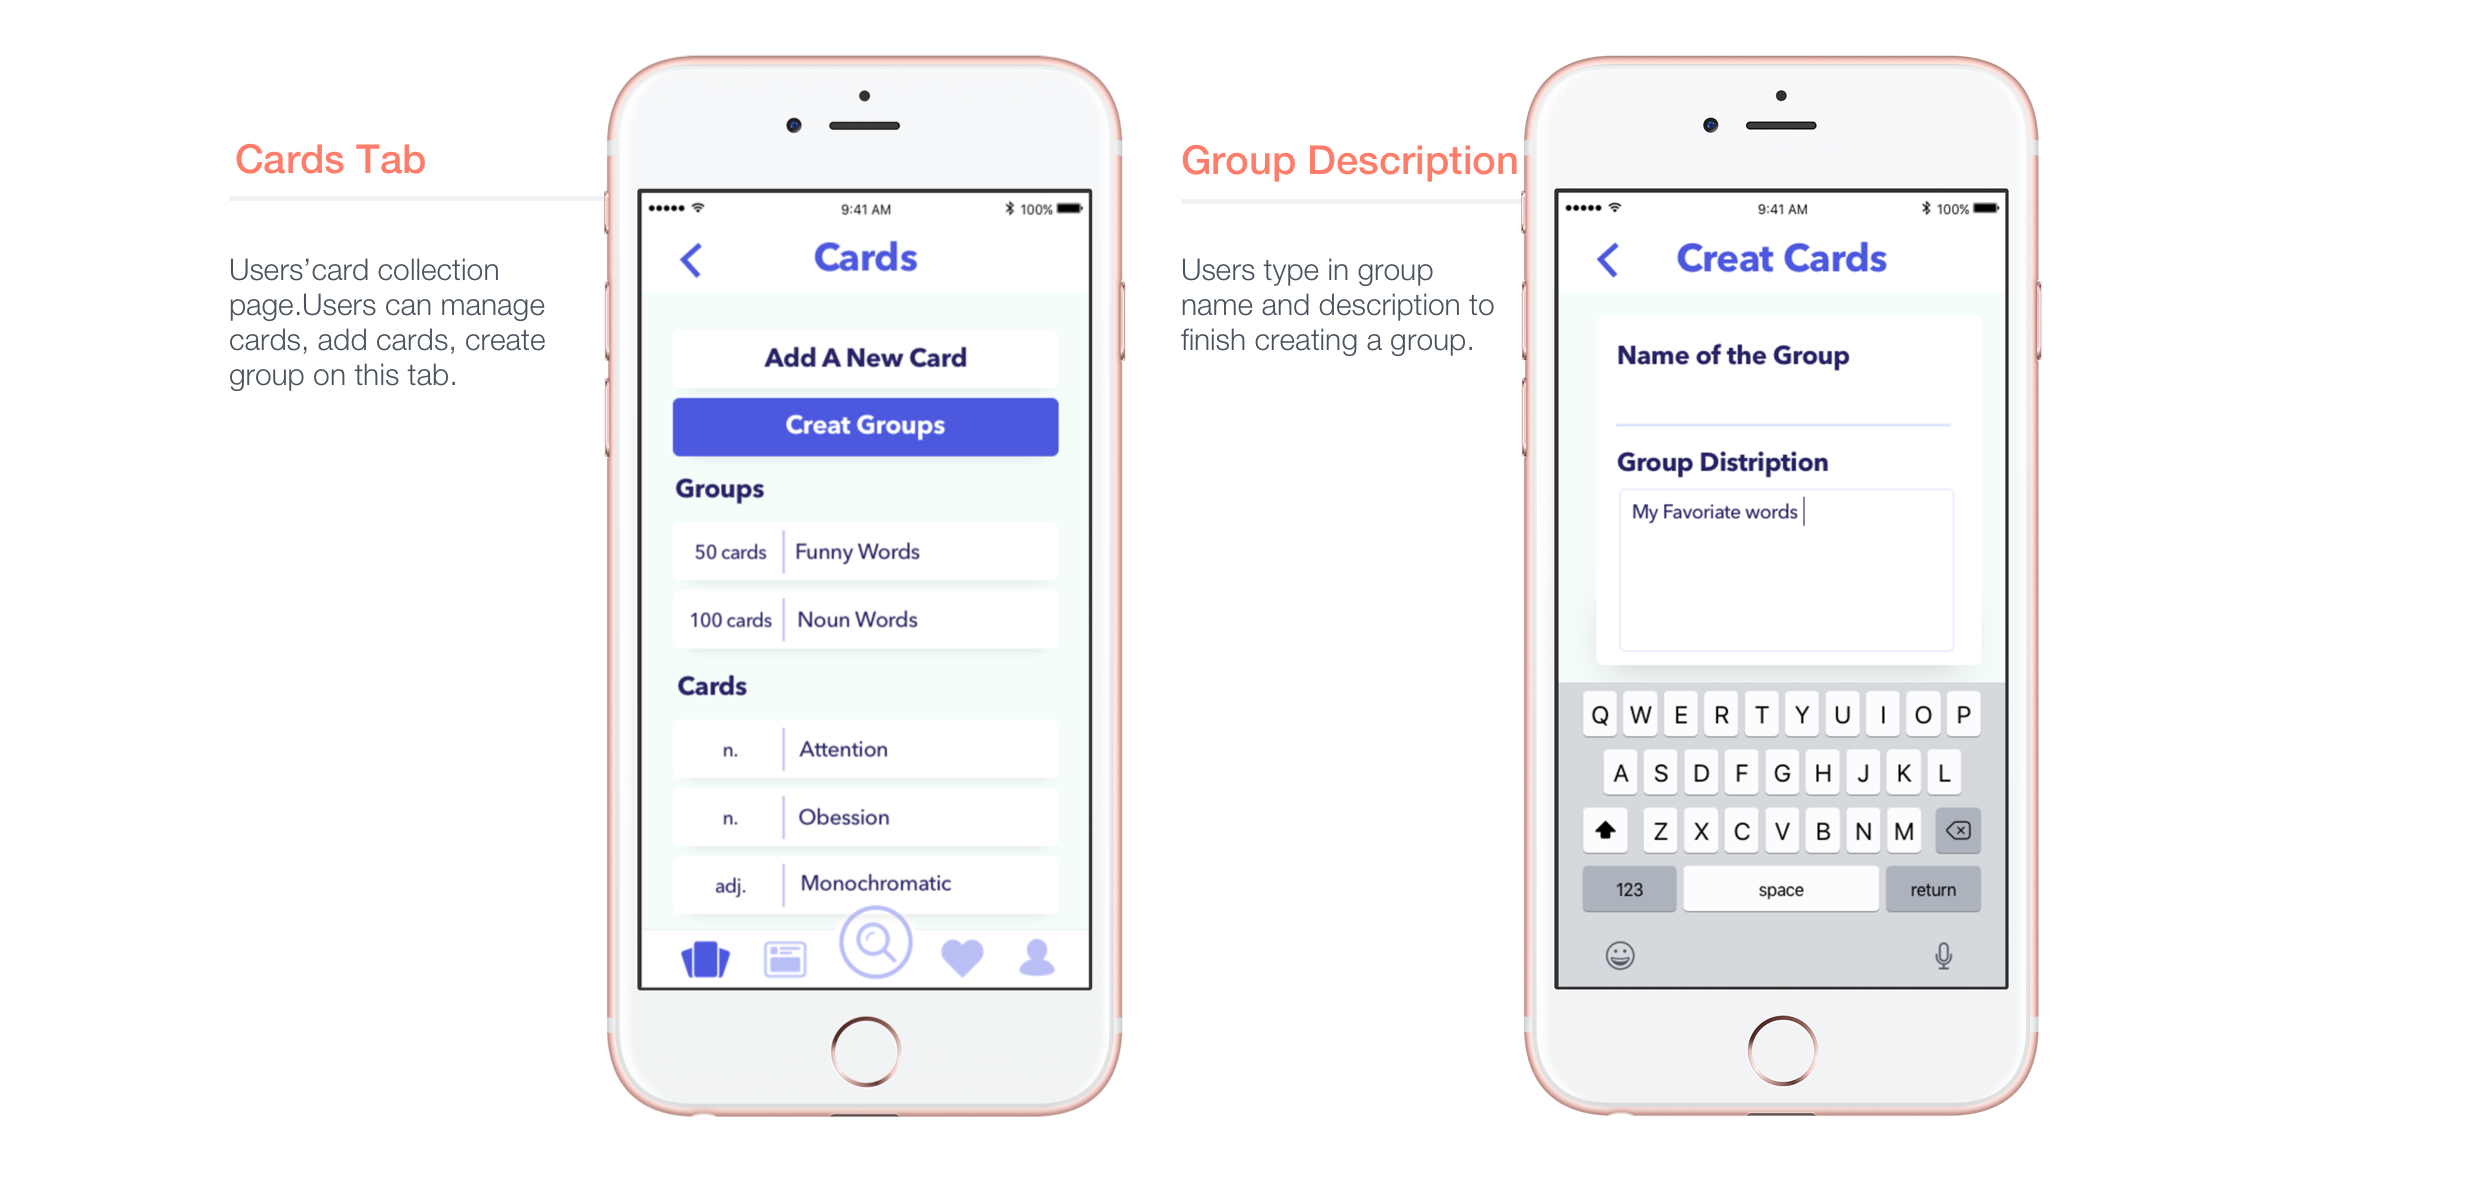 Cards Tab
Users’card collection
page.Users can manage
cards, add cards, create
group on this tab.
9:41 AM
100%
Cards
Add A New Card
Creat Groups
Groups
50 cards
Funny Words
100 cards
Noun Words
Cards
n.
Attention
n.
Obession
adj.
Monochromatic
Group Description
Users type in group
name and description to
finish creating a group.
9:41 AM
100%
Creat Cards
Name of the Group
Group Distription
My Favoriate words
Q W E R T Y U I O P
A S D F G H J K L
Z X C V B N M
123 space return